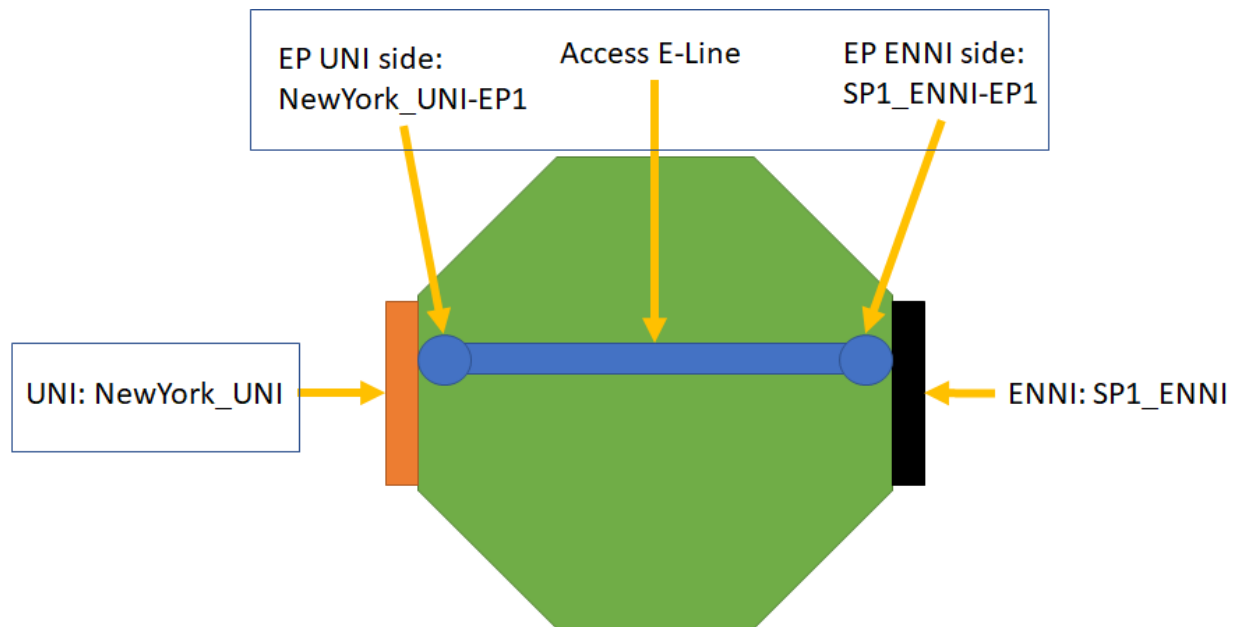 EP UNI side:
NewYork_UNI-EP1
Access E-Line
EP ENNI side:
SP1_ENNI-EP1
UNI: NewYork_UNI
ENNI: SP1_ENNI